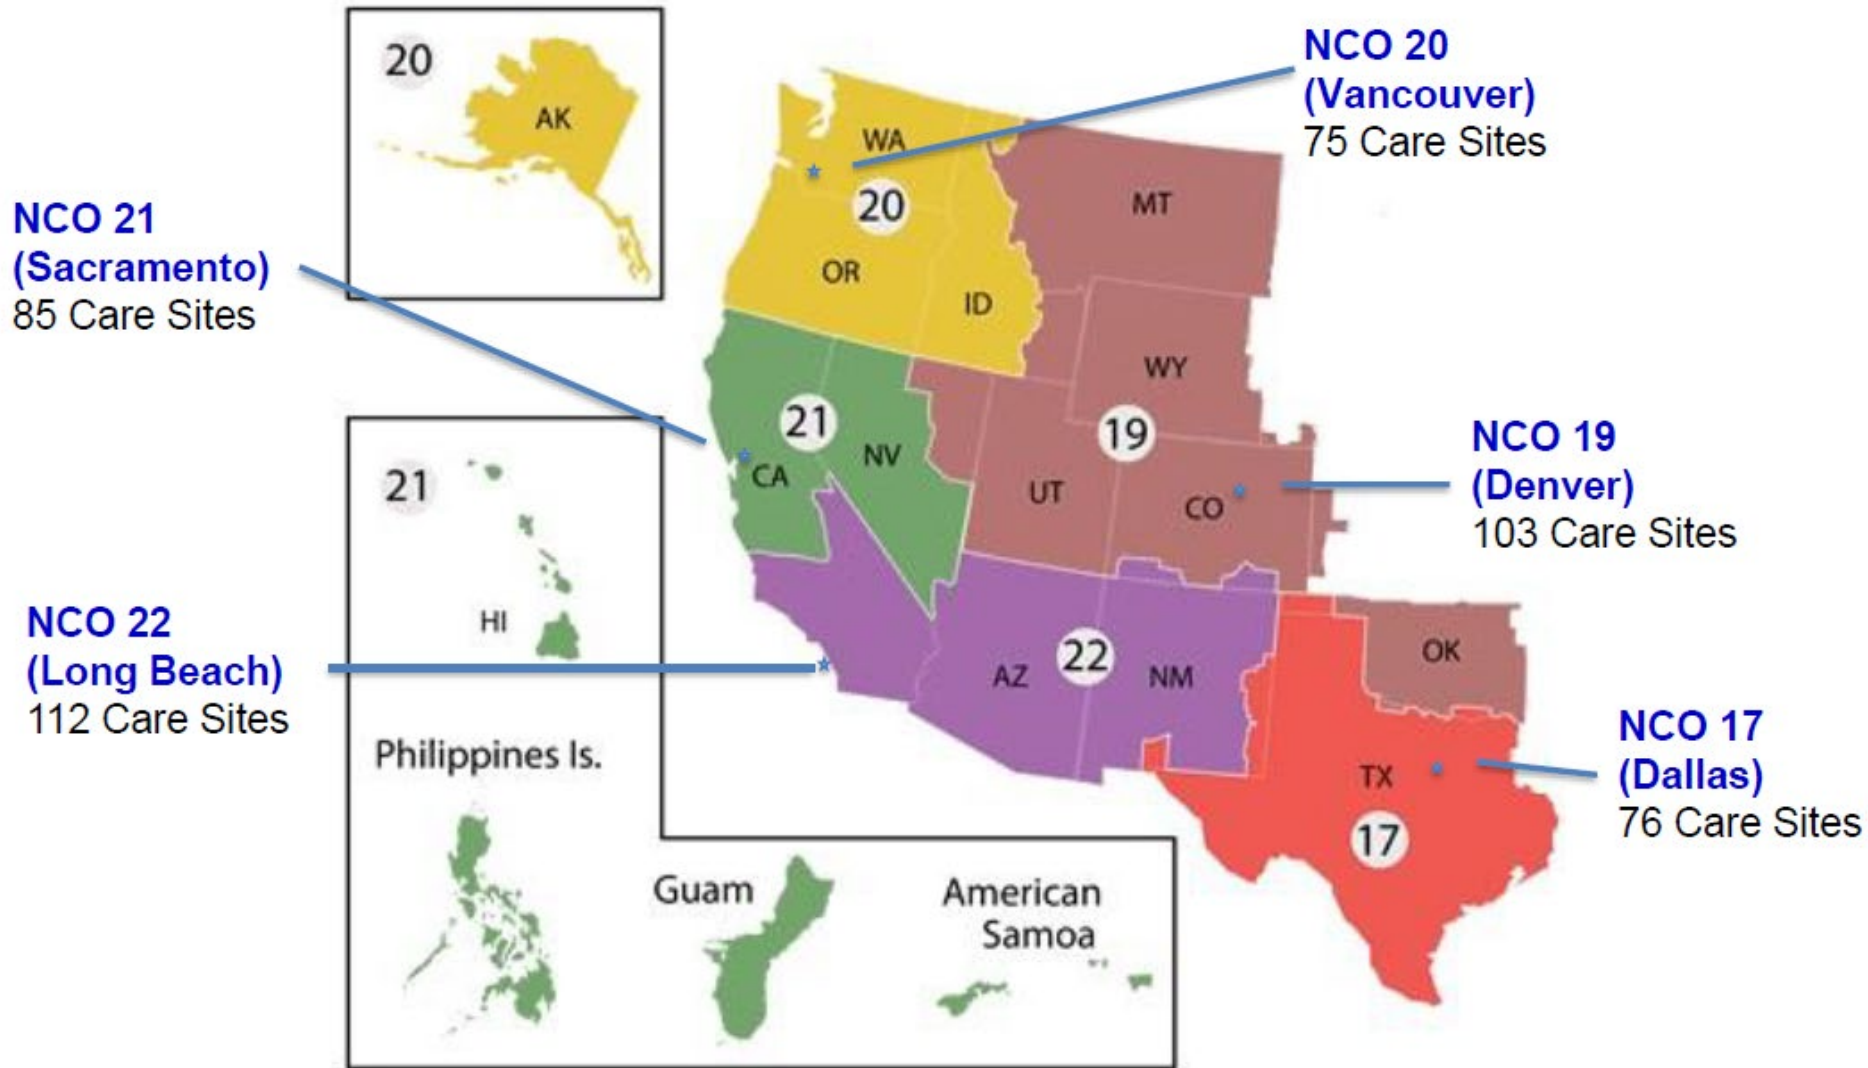 20
AK
NCO 20
(Vancouver)
75 Care Sites
WA
20
OR
ID
MT
WY
NCO 21
(Sacramento)
85 Care Sites
21
CA
NV
19
UT
CO
NCO 19
(Denver)
103 Care Sites
21
HI
NCO 22
(Long Beach)
112 Care Sites
AZ
22
NM
OK
TX
17
NCO 17
(Dallas)
76 Care Sites
Philippines Is.
Guam
American
Samoa